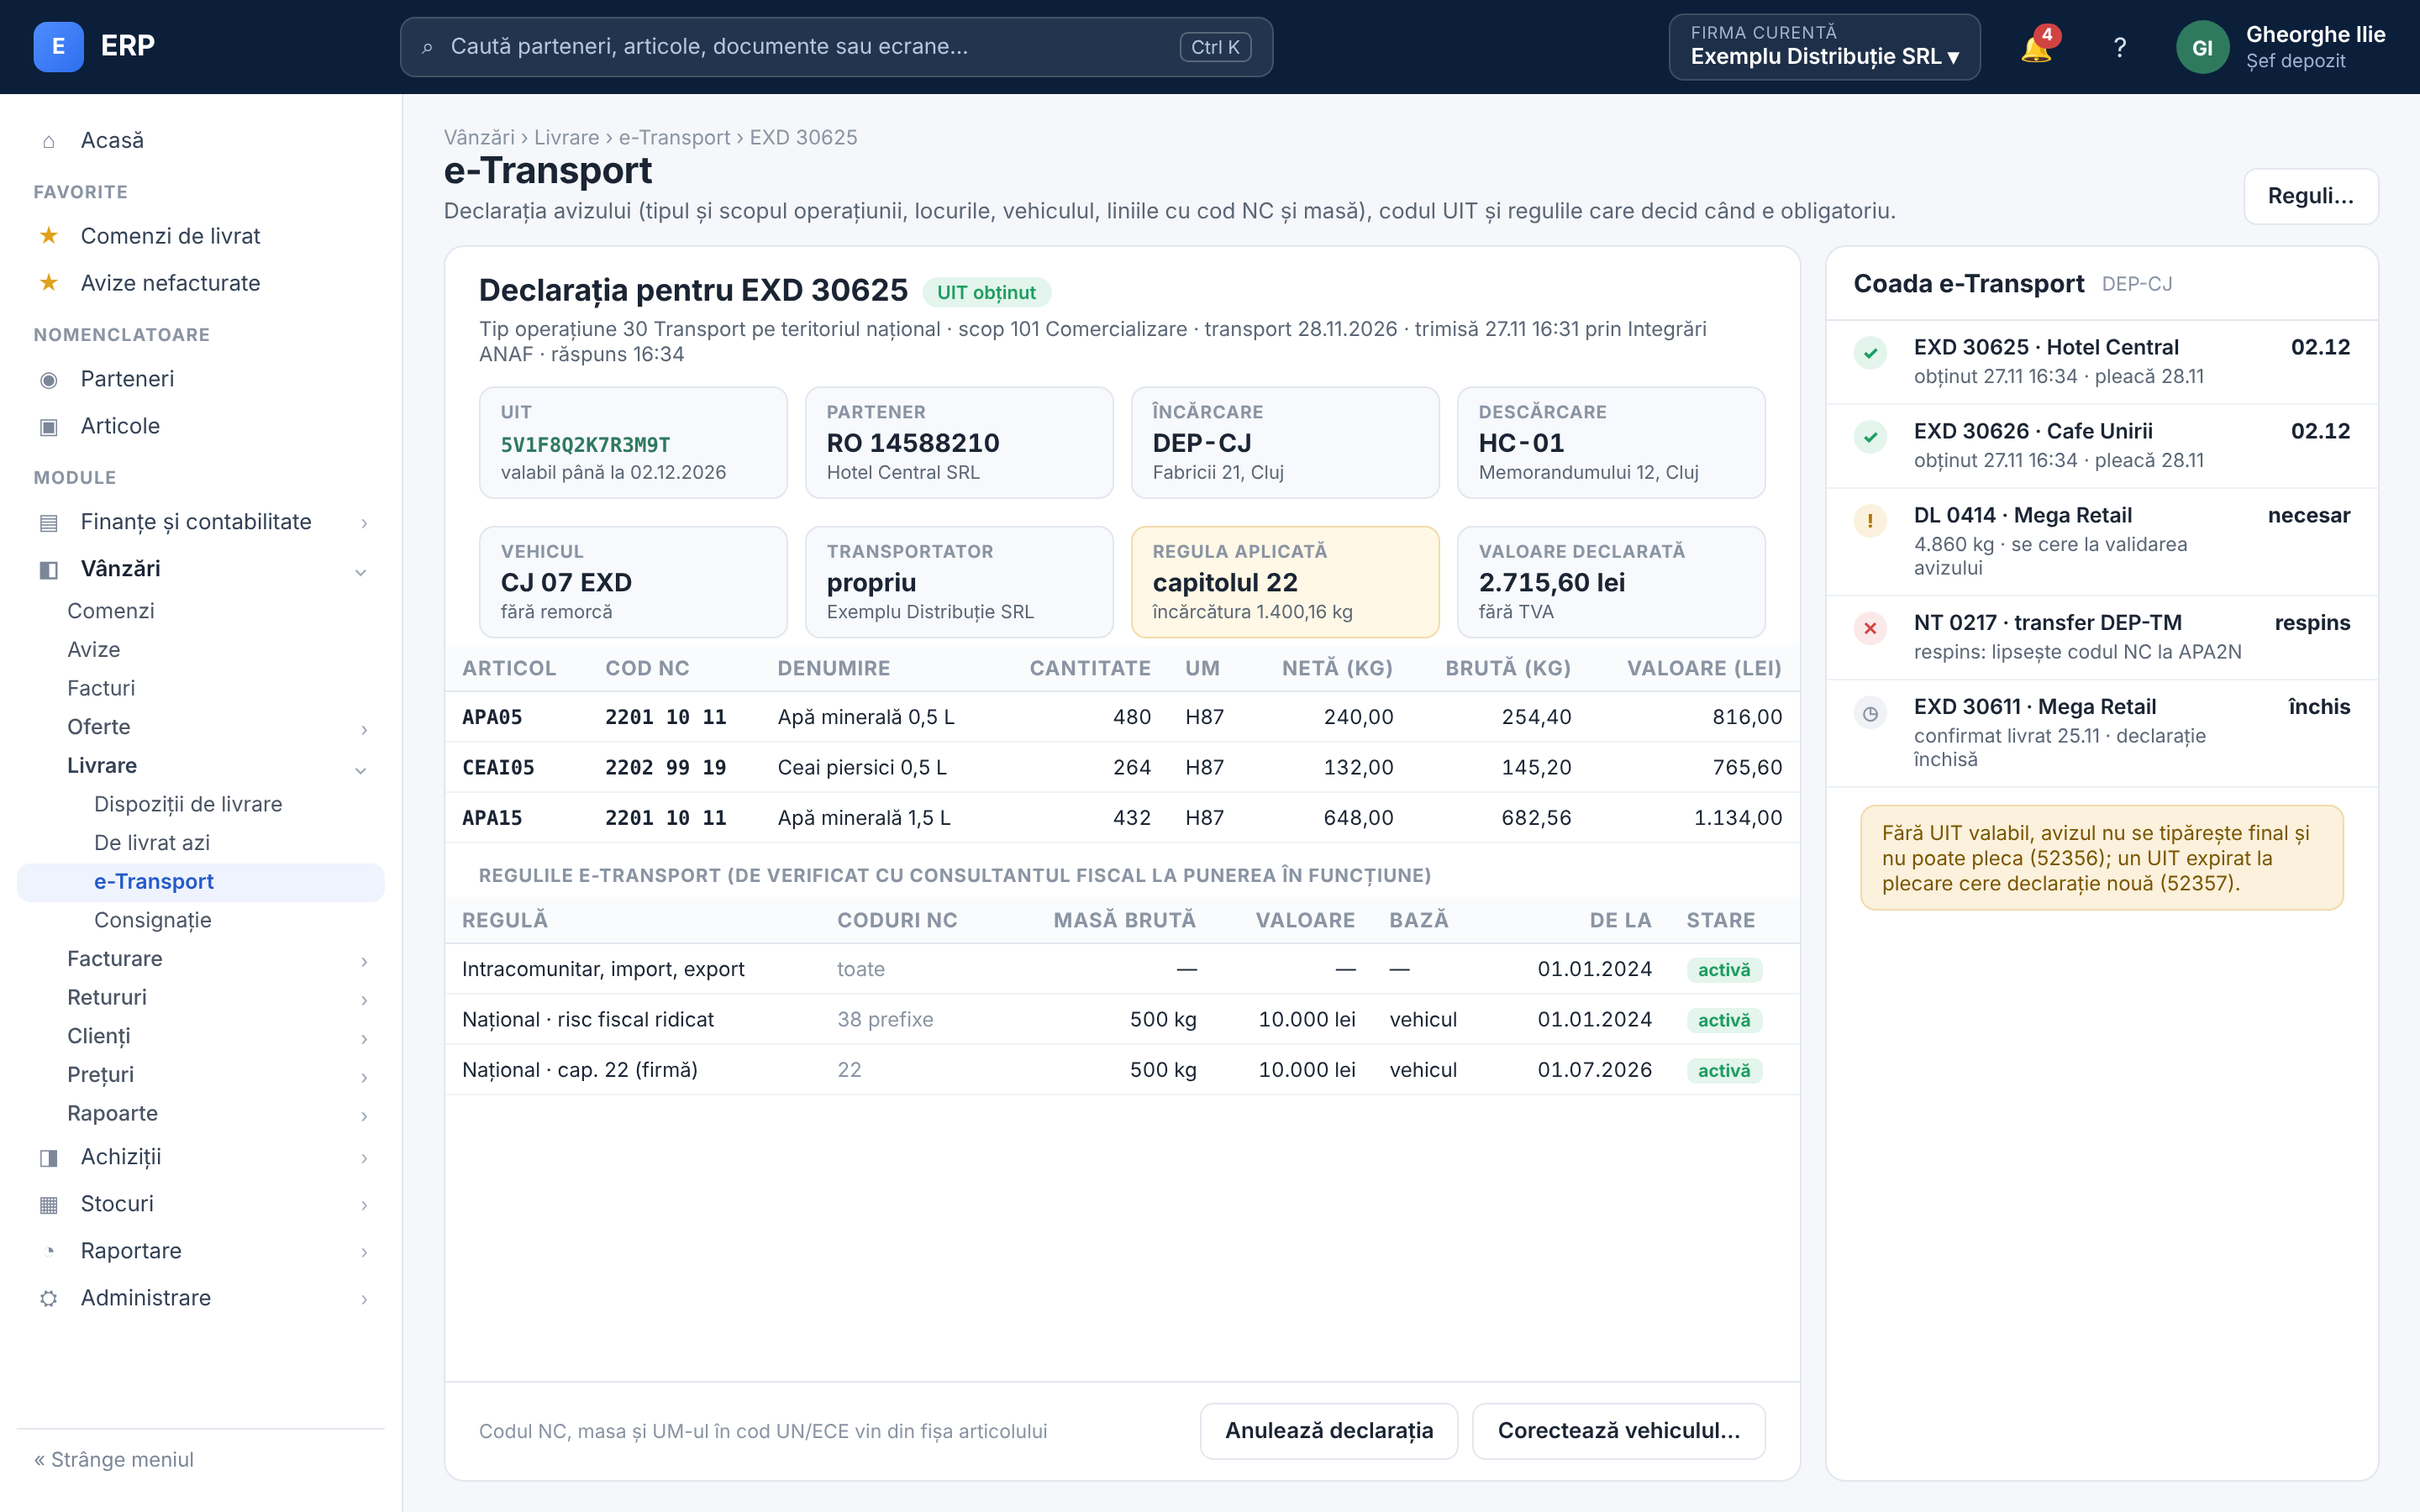 E ERP
Caută parteneri, articole, documente sau ecrane... Ctrl K
FIRMA CURENTĂ
Exemplu Distribuție SRL ▾
4
?
GI
Gheorghe Ilie
Șef depozit
Acasă
FAVORITE
★ Comenzi de livrat
★ Avize nefacturate
NOMENCLATOARE
Parteneri
Articole
MODULE
Finanțe și contabilitate ›
Vânzări
Comenzi
Avize
Facturi
Oferte ›
Livrare
Dispoziții de livrare
De livrat azi
e-Transport
Consignație
Facturare ›
Retururi ›
Clienți ›
Prețuri ›
Rapoarte ›
Achiziții ›
Stocuri ›
Raportare ›
Administrare ›
« Strânge meniul
Vânzări › Livrare › e-Transport › EXD 30625
e-Transport
Declarația avizului (tipul și scopul operațiunii, locurile, vehiculul, liniile cu cod NC și masă), codul UIT și regulile care decid când e obligatoriu.
Reguli...
Declarația pentru EXD 30625 UIT obținut
Tip operațiune 30 Transport pe teritoriul național · scop 101 Comercializare · transport 28.11.2026 · trimisă 27.11 16:31 prin Integrări
ANAF · răspuns 16:34
UIT
5V1F8Q2K7R3M9T
valabil până la 02.12.2026
PARTENER
RO 14588210
Hotel Central SRL
ÎNCĂRCARE
DEP-CJ
Fabricii 21, Cluj
DESCĂRCARE
HC-01
Memorandumului 12, Cluj
VEHICUL
CJ 07 EXD
fără remorcă
TRANSPORTATOR
propriu
Exemplu Distribuție SRL
REGULA APLICATĂ
capitolul 22
încărcătura 1.400,16 kg
VALOARE DECLARATĂ
2.715,60 lei
fără TVA
ARTICOL COD NC DENUMIRE CANTITATE UM NETĂ (KG) BRUTĂ (KG) VALOARE (LEI)
APA05 2201 10 11 Apă minerală 0,5 L 480 H87 240,00 254,40 816,00
CEAI05 2202 99 19 Ceai piersici 0,5 L 264 H87 132,00 145,20 765,60
APA15 2201 10 11 Apă minerală 1,5 L 432 H87 648,00 682,56 1.134,00
REGULILE E-TRANSPORT (DE VERIFICAT CU CONSULTANTUL FISCAL LA PUNEREA ÎN FUNCȚIUNE)
REGULĂ CODURI NC MASĂ BRUTĂ VALOARE BAZĂ DE LA STARE
Intracomunitar, import, export toate — — — 01.01.2024 activă
Național · risc fiscal ridicat 38 prefixe 500 kg 10.000 lei vehicul 01.01.2024 activă
Național · cap. 22 (firmă) 22 500 kg 10.000 lei vehicul 01.07.2026 activă
Codul NC, masa și UM-ul în cod UN/ECE vin din fișa articolului
Anulează declarația
Corectează vehiculul...
Coada e-Transport DEP-CJ
EXD 30625 · Hotel Central 02.12
obținut 27.11 16:34 · pleacă 28.11
EXD 30626 · Cafe Unirii 02.12
obținut 27.11 16:34 · pleacă 28.11
! DL 0414 · Mega Retail necesar
4.860 kg · se cere la validarea
avizului
NT 0217 · transfer DEP-TM respins
respins: lipsește codul NC la APA2N
EXD 30611 · Mega Retail închis
confirmat livrat 25.11 · declarație
închisă
Fără UIT valabil, avizul nu se tipărește final și
nu poate pleca (52356); un UIT expirat la
plecare cere declarație nouă (52357).